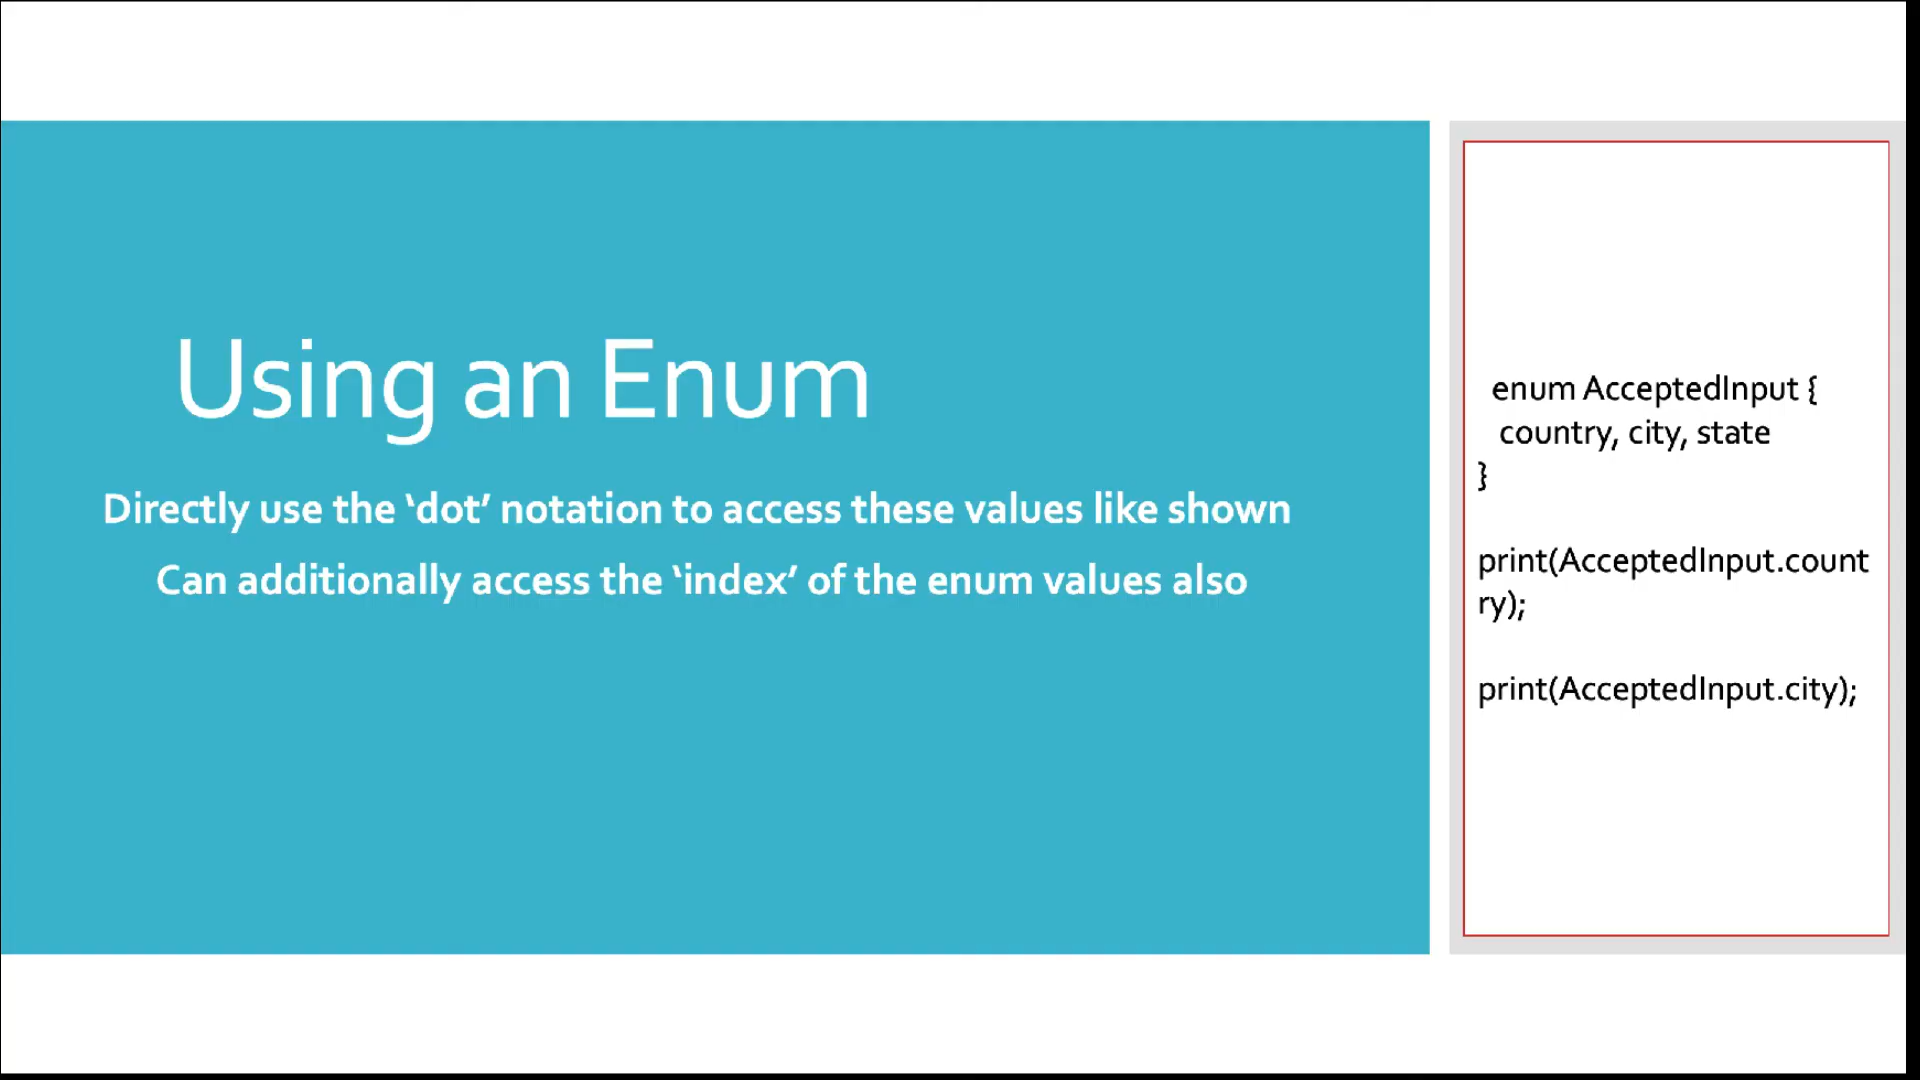 Using an Enum
Directly use the ‘dot’ notation to access these values like shown
Can additionally access the ‘index’ of the enum values also
enum AcceptedInput {
country, city, state
}
print(AcceptedInput.count
ry);
print(AcceptedInput.city);